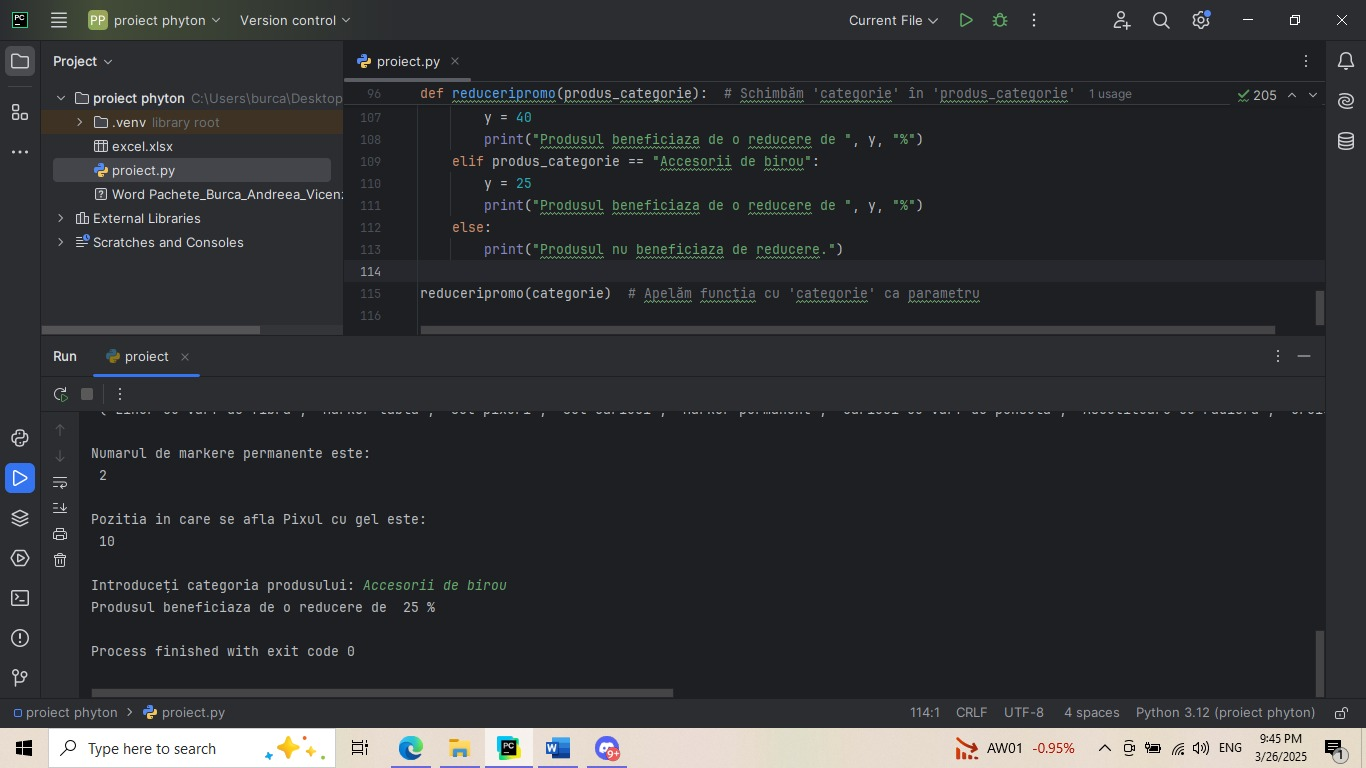 PC PP proiect phyton Version control Current File
Project
proiect.py
proiect phyton C:\Users\burca\Desktop
.venv library root
excel.xlsx
proiect.py
Word Pachete_Burca_Andreea_Vicen
External Libraries
Scratches and Consoles
96 def reduceripromo(produs_categorie): # Schimbăm 'categorie' în 'produs_categorie' 1 usage
205
107 y = 40
108 print("Produsul beneficiaza de o reducere de ", y, "%")
109 elif produs_categorie == "Accesorii de birou":
110 y = 25
111 print("Produsul beneficiaza de o reducere de ", y, "%")
112 else:
113 print("Produsul nu beneficiaza de reducere.")
114
115 reduceripromo(categorie) # Apelăm funcția cu 'categorie' ca parametru
116
Run proiect
Numarul de markere permanente este:
2
Pozitia in care se afla Pixul cu gel este:
10
Introduceți categoria produsului: Accesorii de birou
Produsul beneficiaza de o reducere de  25 %
Process finished with exit code 0
proiect phyton > proiect.py
114:1 CRLF UTF-8 4 spaces Python 3.12 (proiect phyton)
Type here to search
PC
W
9+
AW01 -0.95%
ENG
9:45 PM
3/26/2025
1